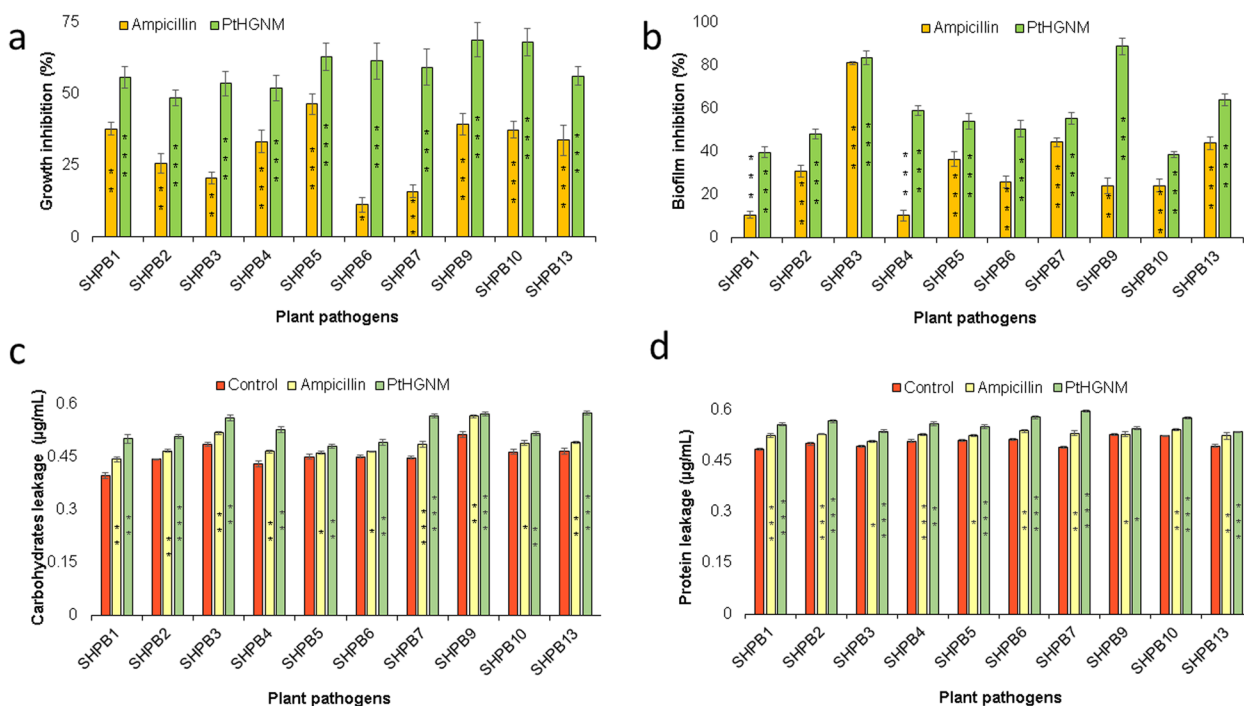 a
Ampicillin PtHGNM
Growth inhibition (%)
75
50
25
0
SHPB1 SHPB2 SHPB3 SHPB4 SHPB5 SHPB6 SHPB7 SHPB9 SHPB10 SHPB13
Plant pathogens
b
Ampicillin PtHGNM
Biofilm inhibition (%)
100
80
60
40
20
0
SHPB1 SHPB2 SHPB3 SHPB4 SHPB5 SHPB6 SHPB7 SHPB9 SHPB10 SHPB13
Plant pathogens
c
Control Ampicillin PtHGNM
Carbohydrates leakage (µg/mL)
0.6
0.45
0.3
0.15
0
SHPB1 SHPB2 SHPB3 SHPB4 SHPB5 SHPB6 SHPB7 SHPB9 SHPB10 SHPB13
Plant pathogens
d
Control Ampicillin PtHGNM
Protein leakage (µg/mL)
0.6
0.45
0.3
0.15
0
SHPB1 SHPB2 SHPB3 SHPB4 SHPB5 SHPB6 SHPB7 SHPB9 SHPB10 SHPB13
Plant pathogens